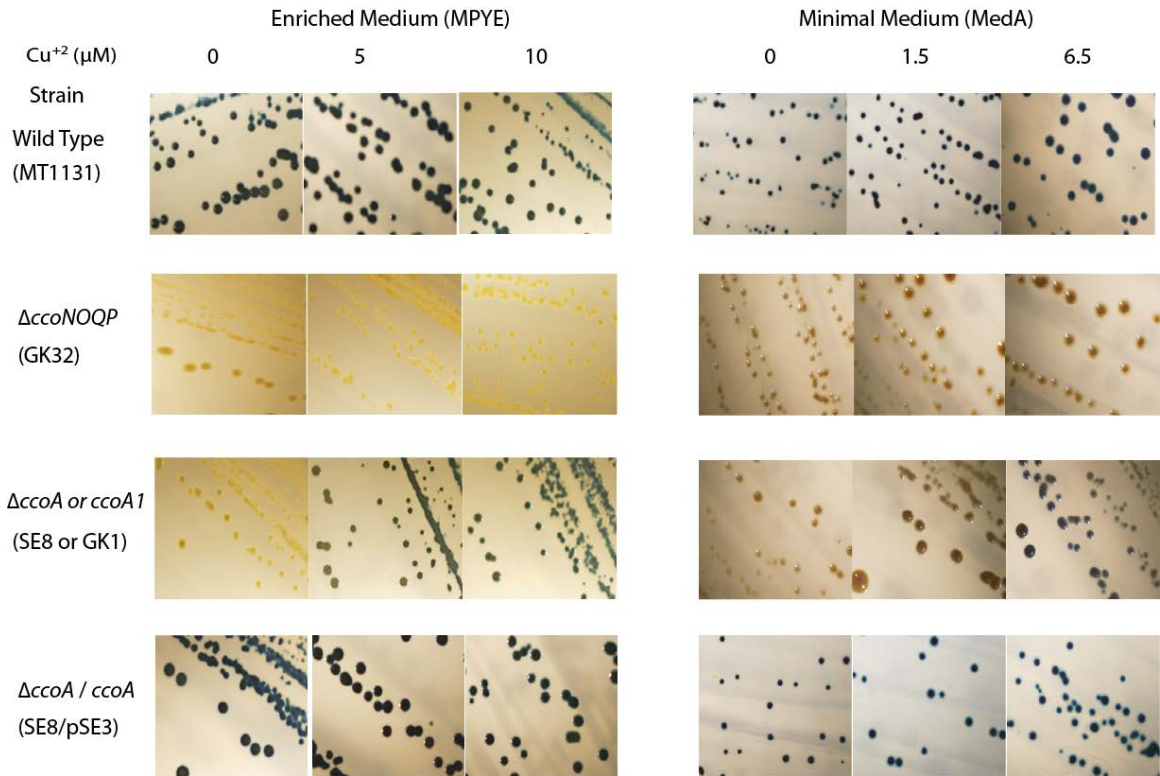 Enriched Medium (MPYE) Minimal Medium (MedA)
Cu⁺² (µM) 0 5 10 0 1.5 6.5
Strain
Wild Type
(MT1131)
ΔccoNOQP
(GK32)
ΔccoA or ccoA1
(SE8 or GK1)
ΔccoA / ccoA
(SE8/pSE3)